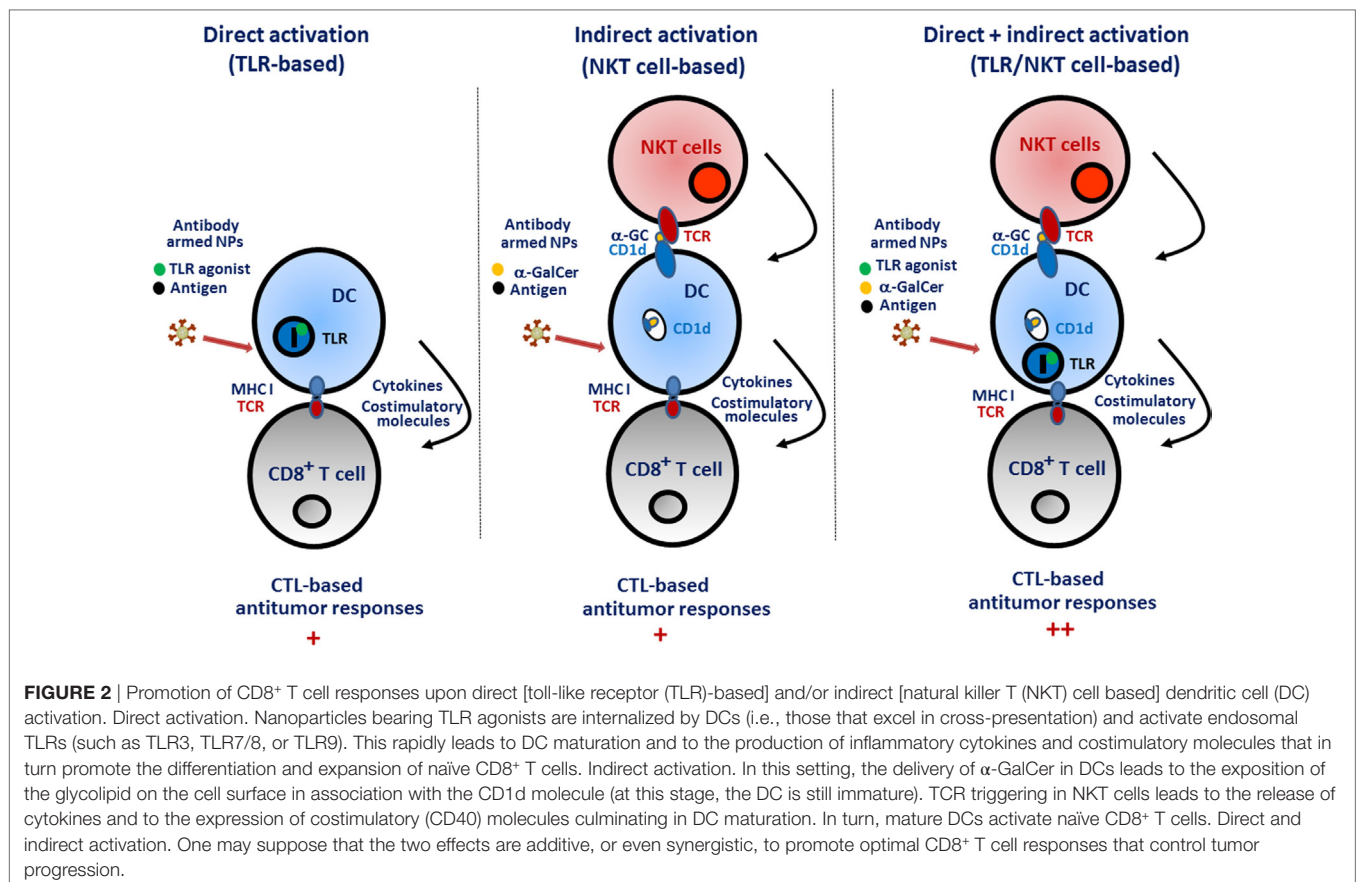 Direct activation
(TLR-based)
Antibody
armed NPs
TLR agonist
Antigen
DC
TLR
MHC I
TCR
Cytokines
Costimulatory
molecules
CD8+ T cell
CTL-based
antitumor responses
+
Indirect activation
(NKT cell-based)
NKT cells
Antibody
armed NPs
α-GalCer
Antigen
α-GC
CD1d
TCR
DC
CD1d
MHC I
TCR
Cytokines
Costimulatory
molecules
CD8+ T cell
CTL-based
antitumor responses
+
Direct + indirect activation
(TLR/NKT cell-based)
NKT cells
Antibody
armed NPs
TLR agonist
α-GalCer
Antigen
α-GC
CD1d
TCR
DC
CD1d
TLR
MHC I
TCR
Cytokines
Costimulatory
molecules
CD8+ T cell
CTL-based
antitumor responses
++
FIGURE 2 | Promotion of CD8+ T cell responses upon direct [toll-like receptor (TLR)-based] and/or indirect [natural killer T (NKT) cell based] dendritic cell (DC)
activation. Direct activation. Nanoparticles bearing TLR agonists are internalized by DCs (i.e., those that excel in cross-presentation) and activate endosomal
TLRs (such as TLR3, TLR7/8, or TLR9). This rapidly leads to DC maturation and to the production of inflammatory cytokines and costimulatory molecules that in
turn promote the differentiation and expansion of naïve CD8+ T cells. Indirect activation. In this setting, the delivery of α-GalCer in DCs leads to the exposition of
the glycolipid on the cell surface in association with the CD1d molecule (at this stage, the DC is still immature). TCR triggering in NKT cells leads to the release of
cytokines and to the expression of costimulatory (CD40) molecules culminating in DC maturation. In turn, mature DCs activate naïve CD8+ T cells. Direct and
indirect activation. One may suppose that the two effects are additive, or even synergistic, to promote optimal CD8+ T cell responses that control tumor
progression.